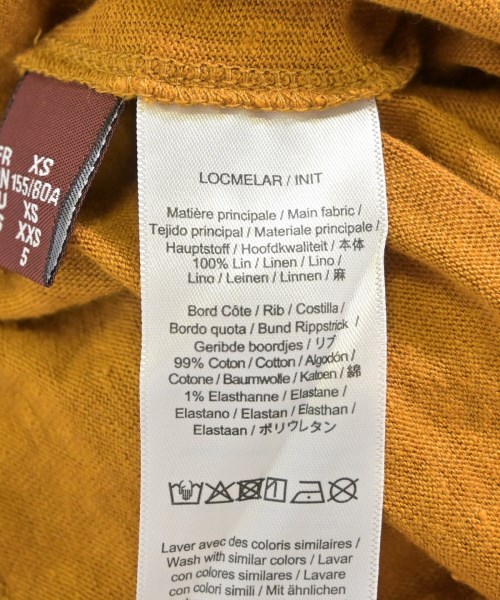 XS
155/80A
XS
XXS
5
LOCMELAR / INIT
Matière principale / Main fabric /
Tejido principal / Materiale principale /
Hauptstoff / Hoofdkwaliteit / 本体
100% Lin / Linen / Lino /
Lino / Leinen / Linnen / 麻
Bord Côte / Rib / Costilla /
Bordo quota / Bund Rippstrick /
Geribde boordjes / リブ
99% Coton / Cotton / Algodón /
Cotone / Baumwolle / Katoen / 綿
1% Elasthanne / Elastane /
Elastano / Elastan / Elasthan /
Elastaan / ポリウレタン
Laver avec des coloris similaires /
Wash with similar colors / Lavar
con colores similares / Lavare
con colori simili / Mit ähnlichen